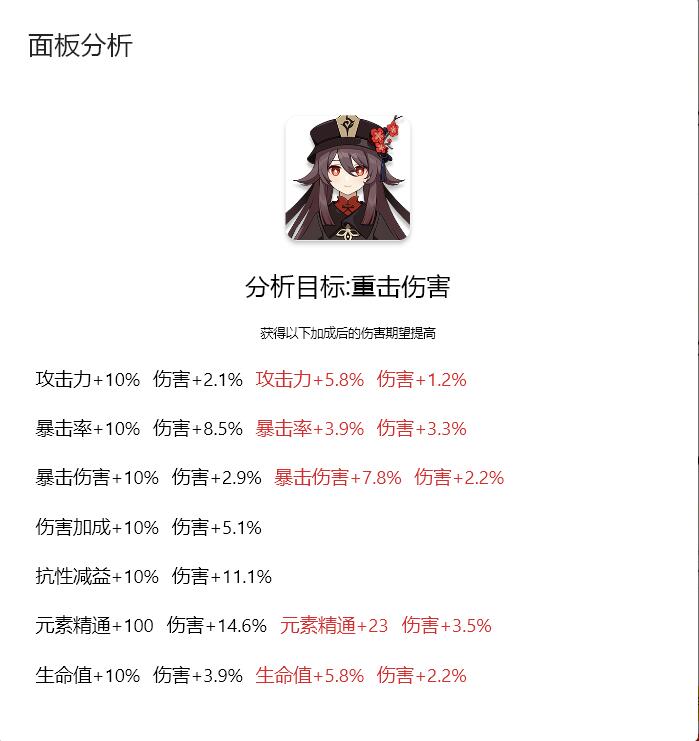 面板分析
分析目标:重击伤害
获得以下加成后的伤害期望提高
攻击力+10% 伤害+2.1% 攻击力+5.8% 伤害+1.2%
暴击率+10% 伤害+8.5% 暴击率+3.9% 伤害+3.3%
暴击伤害+10% 伤害+2.9% 暴击伤害+7.8% 伤害+2.2%
伤害加成+10% 伤害+5.1%
抗性减益+10% 伤害+11.1%
元素精通+100 伤害+14.6% 元素精通+23 伤害+3.5%
生命值+10% 伤害+3.9% 生命值+5.8% 伤害+2.2%